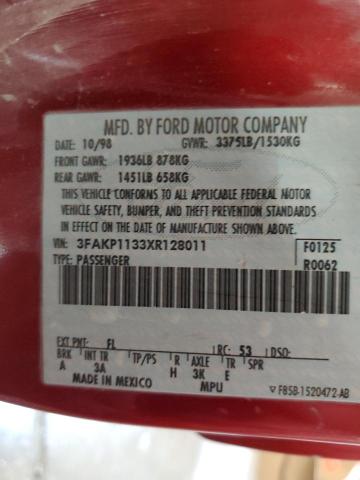 MFD. BY FORD MOTOR COMPANY
DATE: 10/98 GVWR: 3375LB/1530KG
FRONT GAWR: 1936LB 878KG
REAR GAWR: 1451LB 658KG
THIS VEHICLE CONFORMS TO ALL APPLICABLE FEDERAL MOTOR
VEHICLE SAFETY, BUMPER, AND THEFT PREVENTION STANDARDS
IN EFFECT ON THE DATE OF MANUFACTURE SHOWN ABOVE.
VIN: 3FAKP1133XR128011 F0125
TYPE: PASSENGER R0062
EXT PNT: FL RC: 53 DSO:
BRK INT TR TP/PS R AXLE TR SPR
A 3A H 3K E
MADE IN MEXICO MPU
F85B-1520472-AB